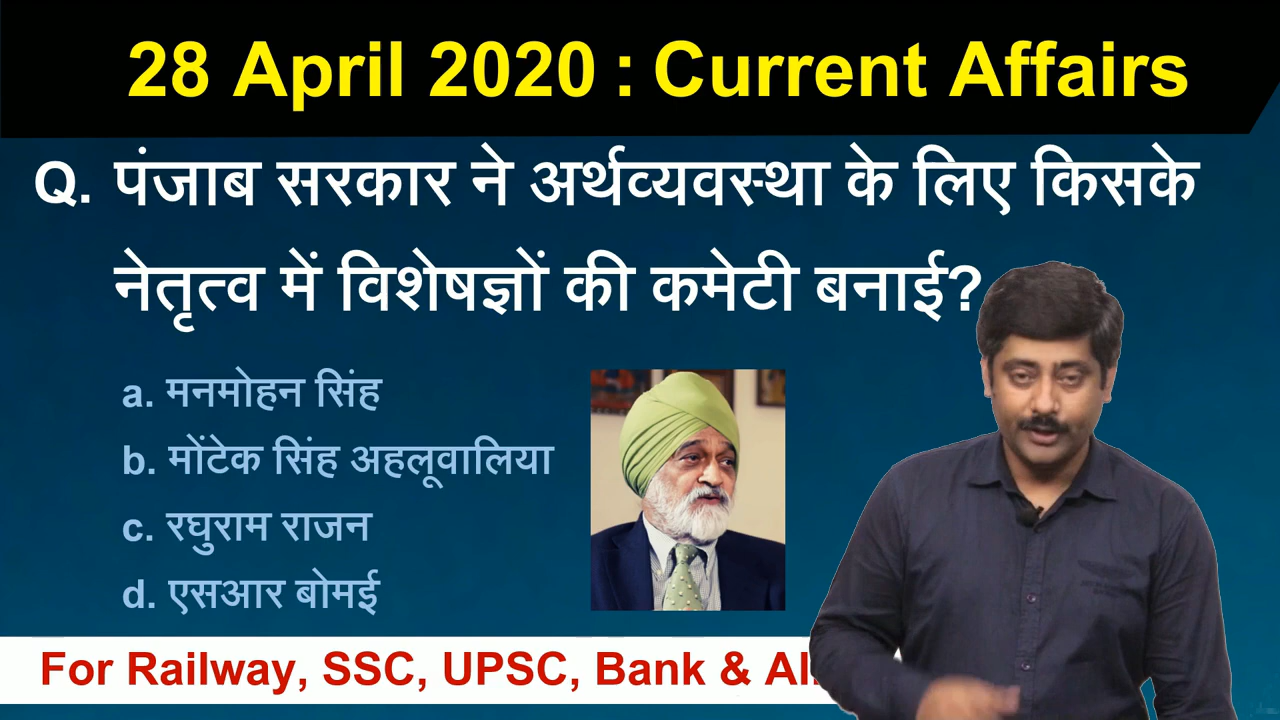 28 April 2020 : Current Affairs
Q. पंजाब सरकार ने अर्थव्यवस्था के लिए किसके
नेतृत्व में विशेषज्ञों की कमेटी बनाई?
a. मनमोहन सिंह
b. मोंटेक सिंह अहलूवालिया
c. रघुराम राजन
d. एसआर बोमई
For Railway, SSC, UPSC, Bank &